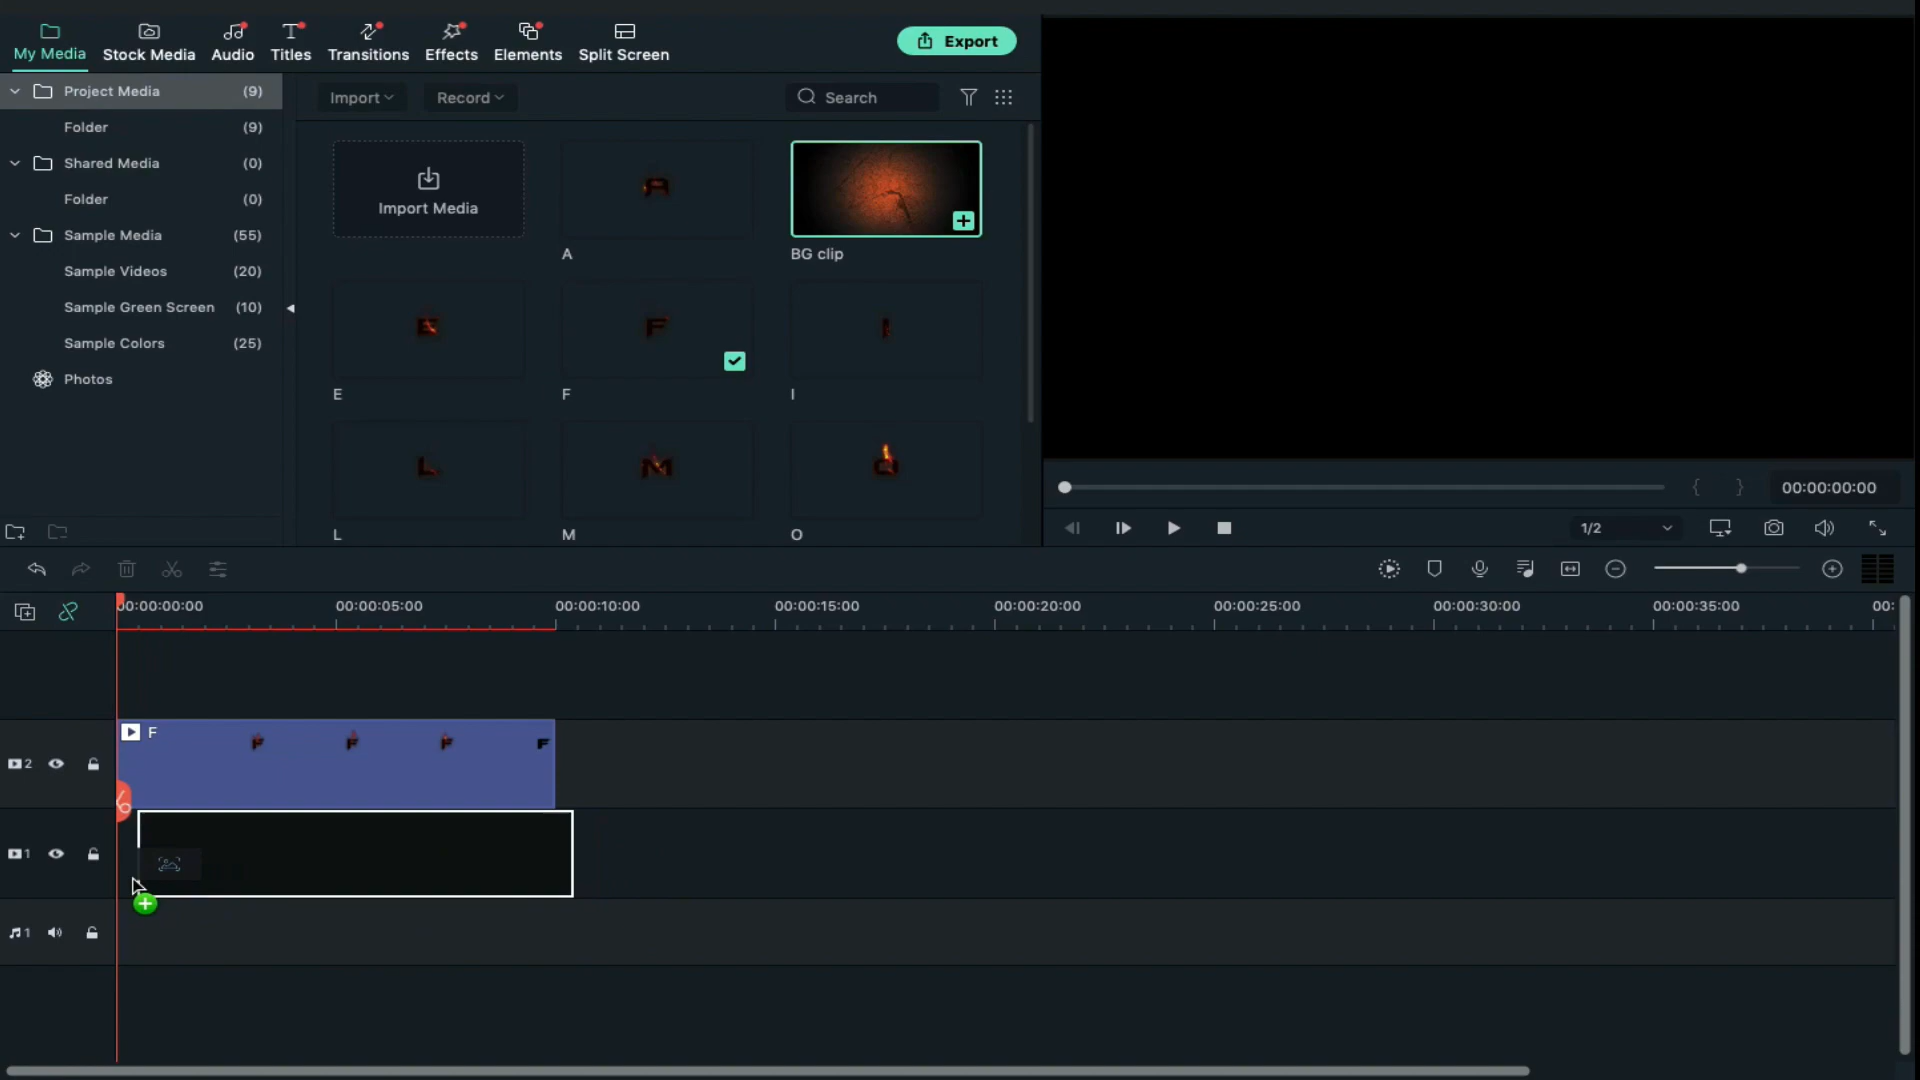 My Media
Stock Media
Audio
Titles
Transitions
Effects
Elements
Split Screen
Export
Project Media (9)
Folder (9)
Shared Media (0)
Folder (0)
Sample Media (55)
Sample Videos (20)
Sample Green Screen (10)
Sample Colors (25)
Photos
Import
Record
Search
Import Media
A
BG clip
E
F
I
L
M
O
{ }
00:00:00:00
1/2
00:00:00:00
00:00:05:00
00:00:10:00
00:00:15:00
00:00:20:00
00:00:25:00
00:00:30:00
00:00:35:00
00:
F
F F F F
2
1
1